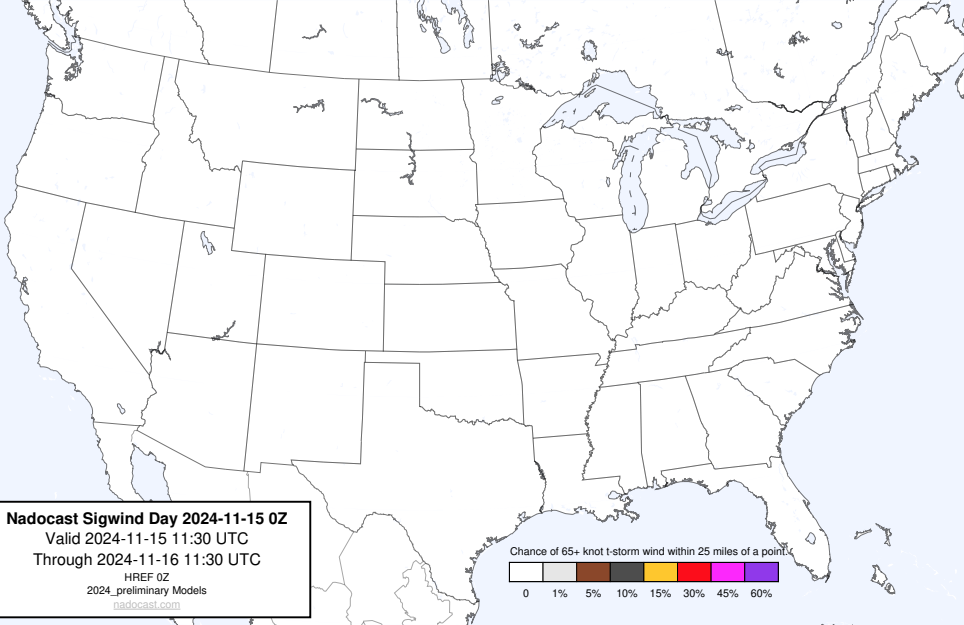 Nadocast Sigwind Day 2024-11-15 0Z
Valid 2024-11-15 11:30 UTC
Through 2024-11-16 11:30 UTC
HREF 0Z
2024_preliminary Models
nadocast.com
Chance of 65+ knot t-storm wind within 25 miles of a point.
0 1% 5% 10% 15% 30% 45% 60%